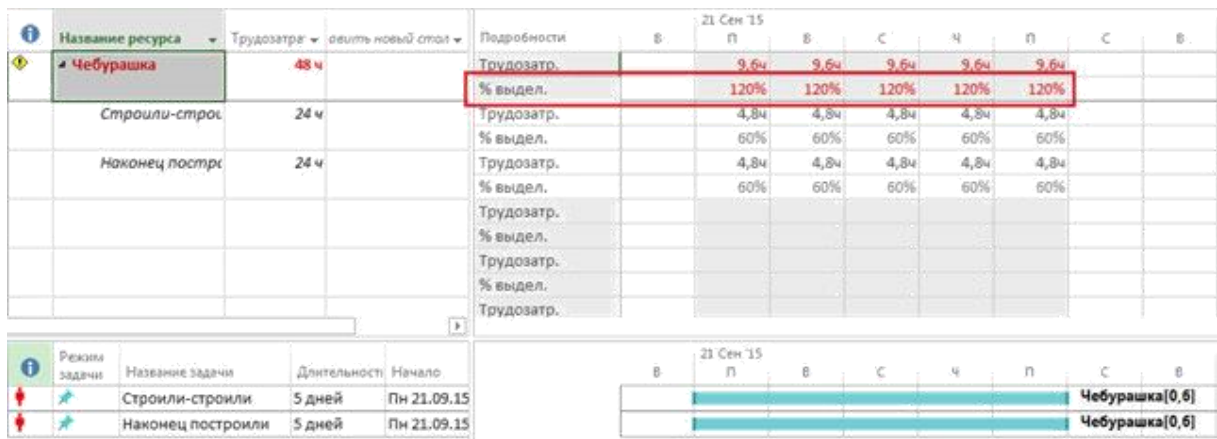 21 Сен '15
Название ресурса Трудозатра авить новый стол Подробности В П В С Ч П С В
Чебурашка 48 ч Трудозатр. 9,6ч 9,6ч 9,6ч 9,6ч 9,6ч
% выдел. 120% 120% 120% 120% 120%
Строили-строи 24 ч Трудозатр. 4,8ч 4,8ч 4,8ч 4,8ч 4,8ч
% выдел. 60% 60% 60% 60% 60%
Наконец постро 24 ч Трудозатр. 4,8ч 4,8ч 4,8ч 4,8ч 4,8ч
% выдел. 60% 60% 60% 60% 60%
Трудозатр.
% выдел.
Трудозатр.
% выдел.
Трудозатр.
21 Сен '15
Режим задачи Название задачи Длительност Начало В П В С Ч П С В
Строили-строили 5 дней Пн 21.09.15 Чебурашка[0,6]
Наконец построили 5 дней Пн 21.09.15 Чебурашка[0,6]